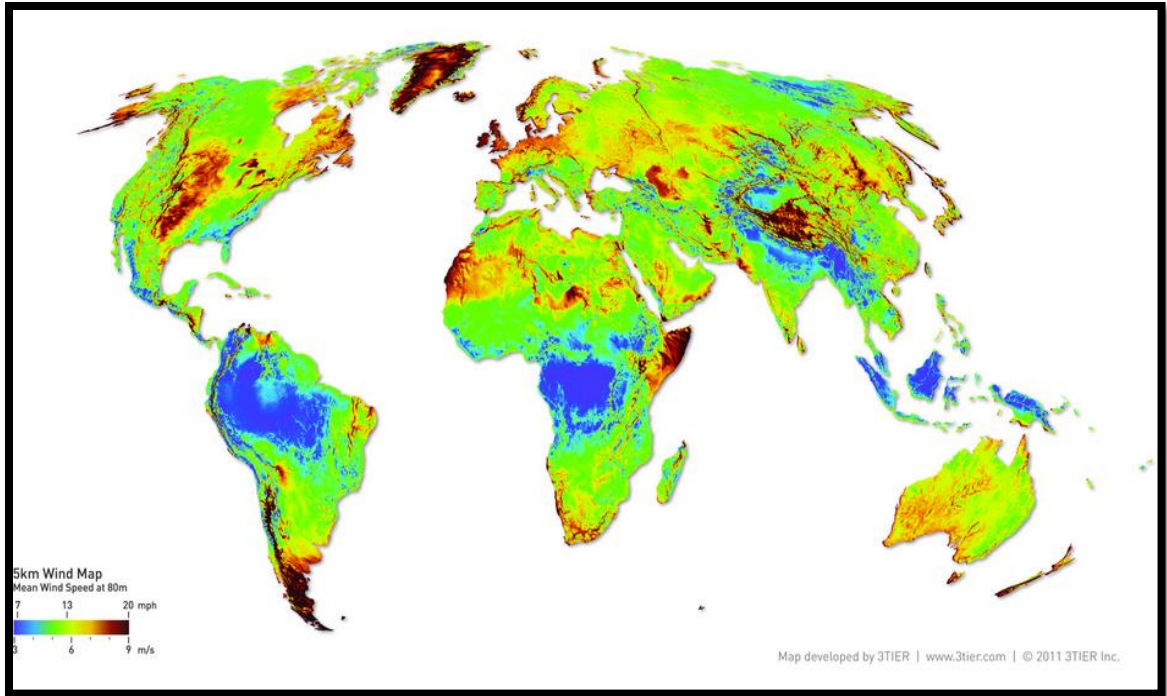 5km Wind Map
Mean Wind Speed at 80m
7 13 20 mph
3 6 9 m/s
Map developed by 3TIER | www.3tier.com | © 2011 3TIER Inc.